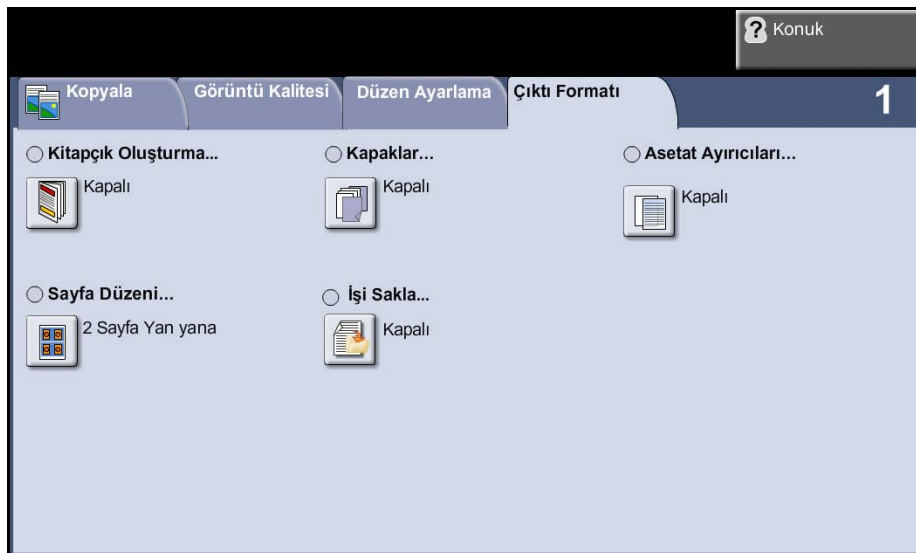 Konuk
Kopyala
Görüntü Kalitesi
Düzen Ayarlama
Çıktı Formatı
1
Kitapçık Oluşturma...
Kapalı
Kapaklar...
Kapalı
Asetat Ayırıcıları...
Kapalı
Sayfa Düzeni...
2 Sayfa Yan yana
İşi Sakla...
Kapalı